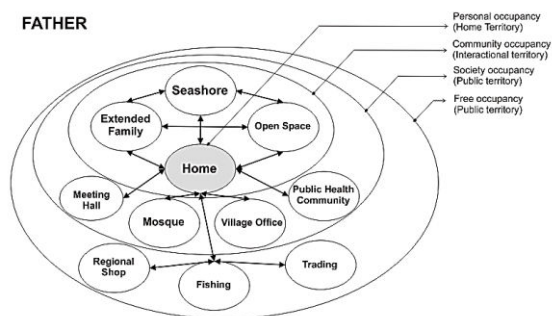 FATHER
Personal occupancy
(Home Territory)
Community occupancy
(Interactional territory)
Society occupancy
(Public territory)
Free occupancy
(Public territory)
Seashore
Extended
Family
Open Space
Home
Meeting
Hall
Public Health
Community
Mosque
Village Office
Regional
Shop
Trading
Fishing